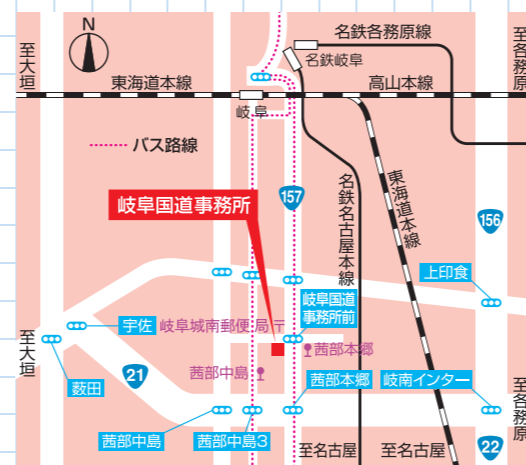 N
名鉄各務原線
至大垣
至各務原
名鉄岐阜
東海道本線
高山本線
岐阜
バス路線
157
岐阜国道事務所
名鉄名古屋本線
東海道本線
156
上印食
岐阜国道
事務所前
宇佐
岐阜城南郵便局〒
至大垣
茜部本郷
薮田
21
茜部中島
茜部本郷
岐南インター
至各務原
茜部中島
茜部中島3
至名古屋
至名古屋
22